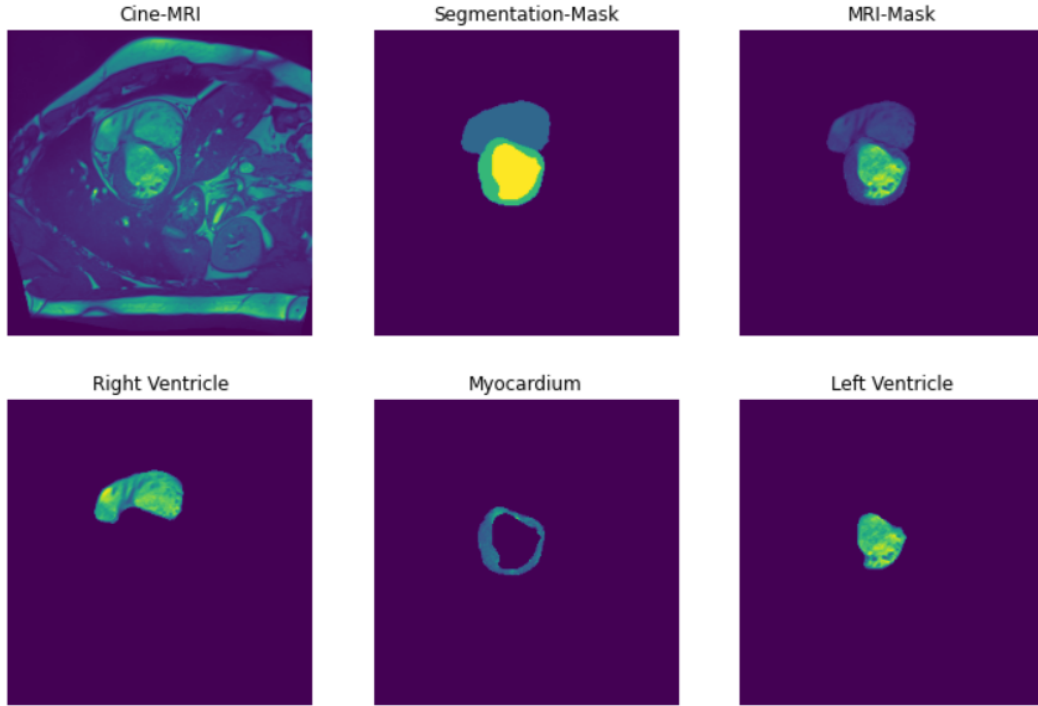 Cine-MRI
Segmentation-Mask
MRI-Mask
Right Ventricle
Myocardium
Left Ventricle